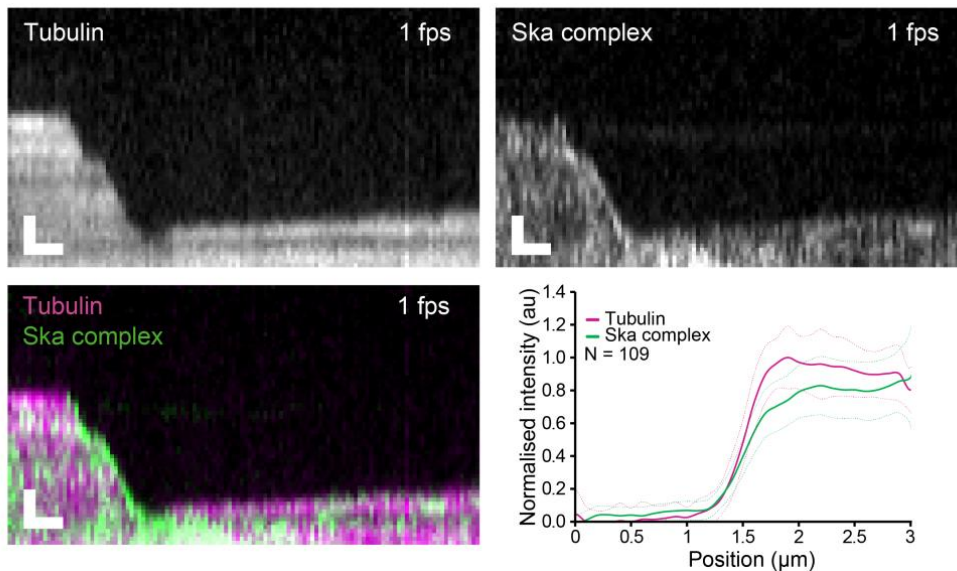 Tubulin 1 fps
Ska complex 1 fps
Tubulin 1 fps
Ska complex
Normalised intensity (au)
1.4
1.2
1.0
0.8
0.6
0.4
0.2
0.0
Tubulin
Ska complex
N = 109
0 0.5 1 1.5 2 2.5 3
Position (µm)